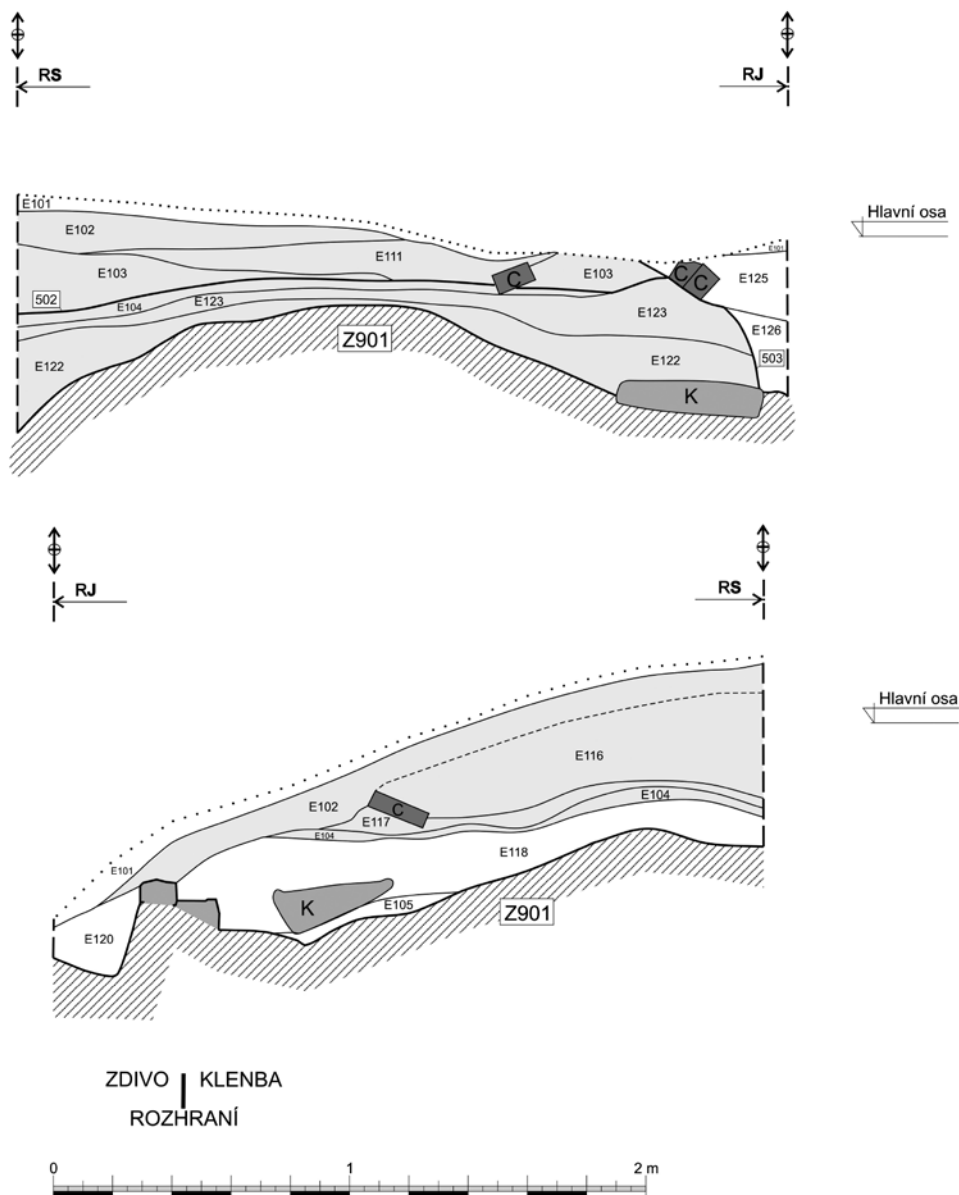 RS RJ
Hlavní osa
E101
E102
E101
E111 E103 C C E125
E103 C
502 E104 E123 E123 E126
Z901 503
E122 E122
K
RJ RS
Hlavní osa
E116
E102 C E104
E117
E104
E118
E101
K E105 Z901
E120
ZDIVO KLENBA
ROZHRANÍ
0 1 2 m